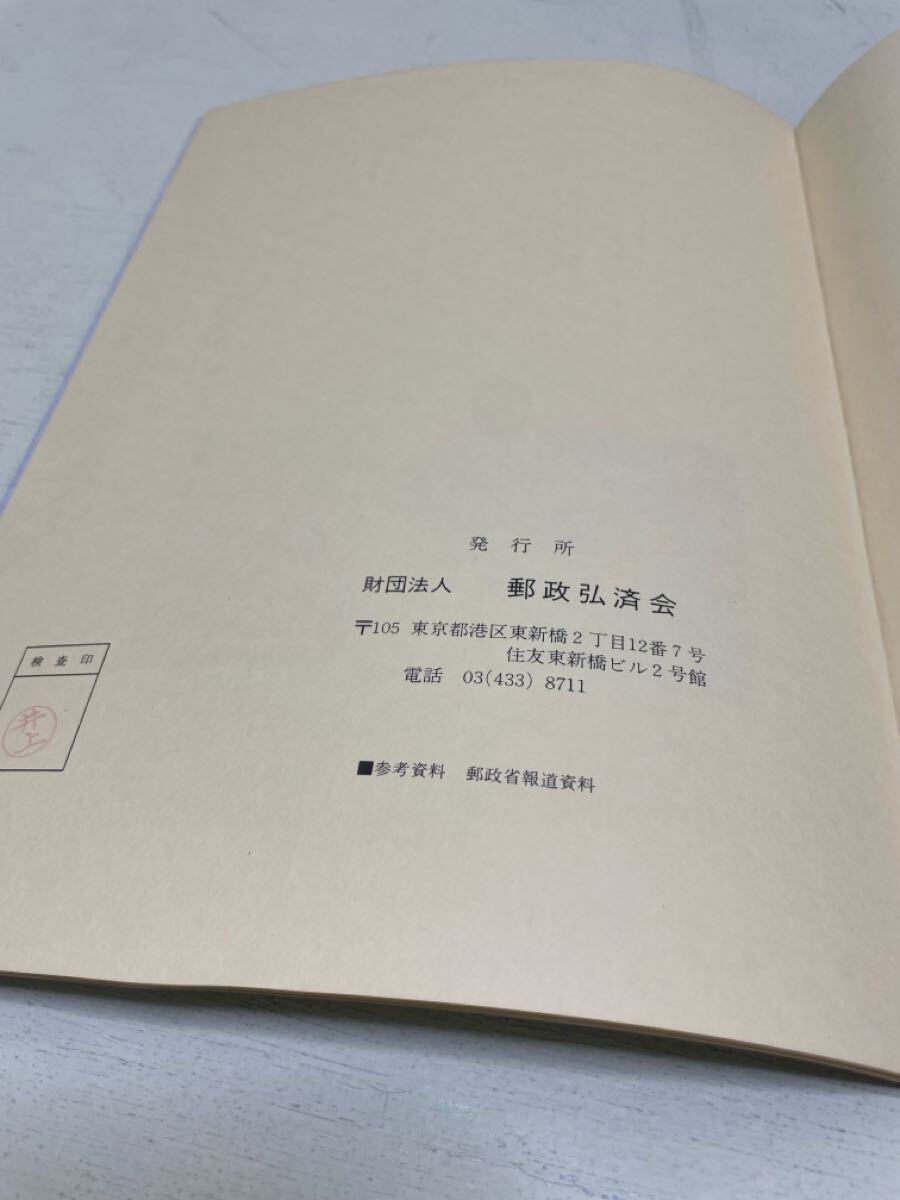 発行所
財団法人 郵政弘済会
〒105 東京都港区東新橋2丁目12番7号
住友東新橋ビル2号館
電話 03(433) 8711
■参考資料 郵政省報道資料
検査印
井上